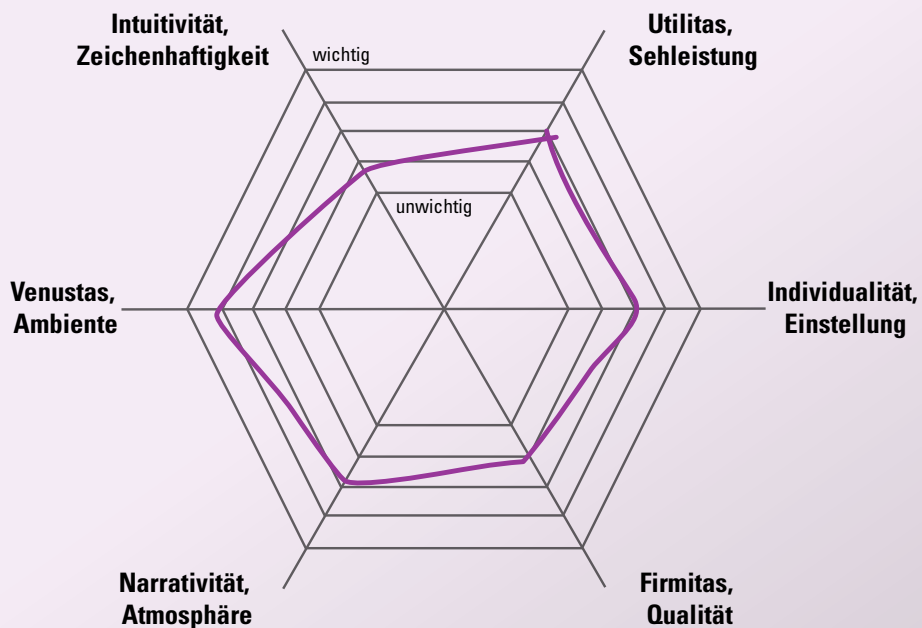 Intuitivität,
Zeichenhaftigkeit
wichtig
Utilitas,
Sehleistung
unwichtig
Venustas,
Ambiente
Individualität,
Einstellung
Narrativität,
Atmosphäre
Firmitas,
Qualität